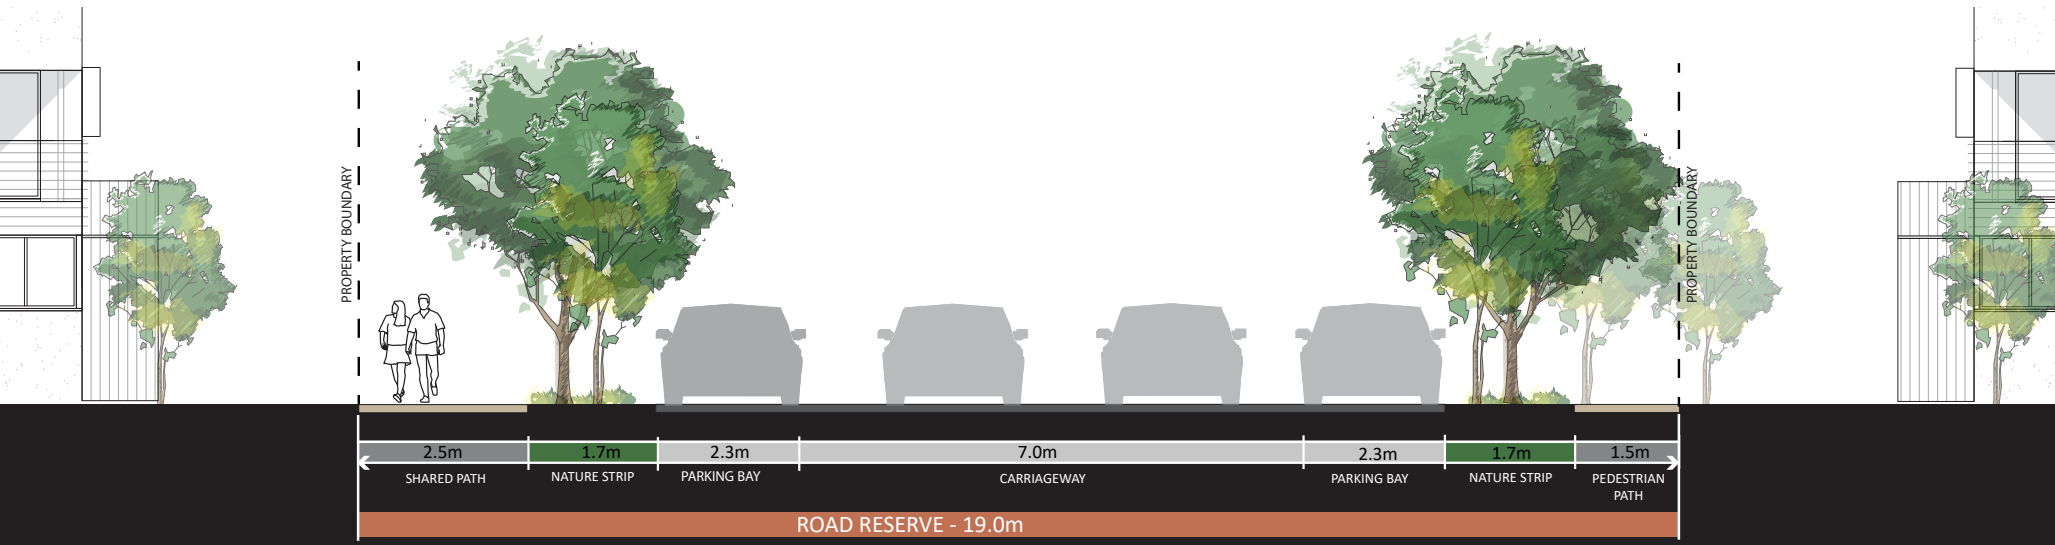 PROPERTY BOUNDARY
PROPERTY BOUNDARY
2.5m
1.7m
2.3m
7.0m
2.3m
1.7m
1.5m
SHARED PATH
NATURE STRIP
PARKING BAY
CARRIAGEWAY
PARKING BAY
NATURE STRIP
PEDESTRIAN
PATH
ROAD RESERVE - 19.0m